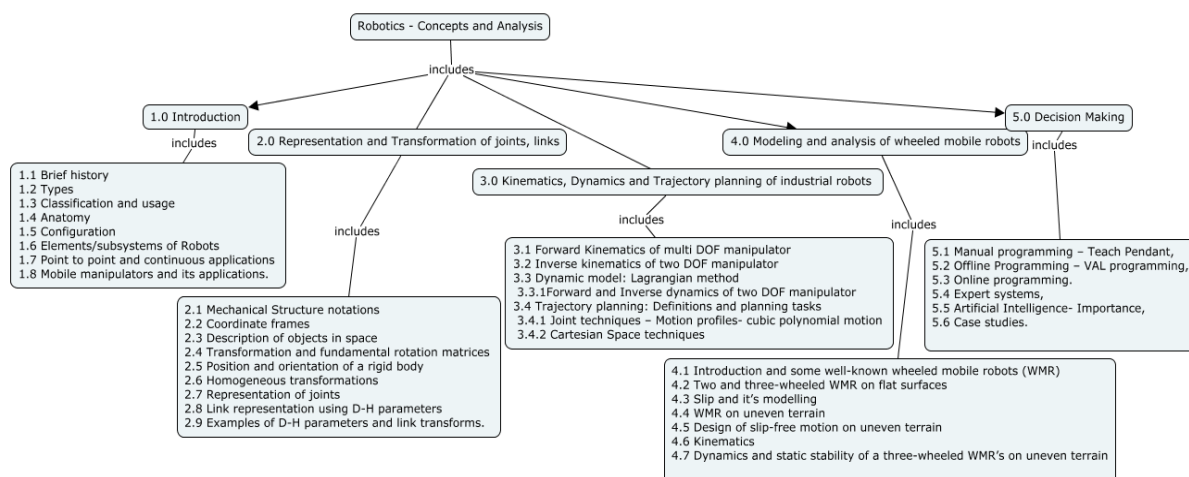 Robotics - Concepts and Analysis
includes
1.0 Introduction
includes
1.1 Brief history
1.2 Types
1.3 Classification and usage
1.4 Anatomy
1.5 Configuration
1.6 Elements/subsystems of Robots
1.7 Point to point and continuous applications
1.8 Mobile manipulators and its applications.
2.0 Representation and Transformation of joints, links
includes
2.1 Mechanical Structure notations
2.2 Coordinate frames
2.3 Description of objects in space
2.4 Transformation and fundamental rotation matrices
2.5 Position and orientation of a rigid body
2.6 Homogeneous transformations
2.7 Representation of joints
2.8 Link representation using D-H parameters
2.9 Examples of D-H parameters and link transforms.
3.0 Kinematics, Dynamics and Trajectory planning of industrial robots
includes
3.1 Forward Kinematics of multi DOF manipulator
3.2 Inverse kinematics of two DOF manipulator
3.3 Dynamic model: Lagrangian method
3.3.1Forward and Inverse dynamics of two DOF manipulator
3.4 Trajectory planning: Definitions and planning tasks
3.4.1 Joint techniques – Motion profiles- cubic polynomial motion
3.4.2 Cartesian Space techniques
4.0 Modeling and analysis of wheeled mobile robots
includes
4.1 Introduction and some well-known wheeled mobile robots (WMR)
4.2 Two and three-wheeled WMR on flat surfaces
4.3 Slip and it's modelling
4.4 WMR on uneven terrain
4.5 Design of slip-free motion on uneven terrain
4.6 Kinematics
4.7 Dynamics and static stability of a three-wheeled WMR's on uneven terrain
5.0 Decision Making
includes
5.1 Manual programming – Teach Pendant,
5.2 Offline Programming – VAL programming,
5.3 Online programming.
5.4 Expert systems,
5.5 Artificial Intelligence- Importance,
5.6 Case studies.